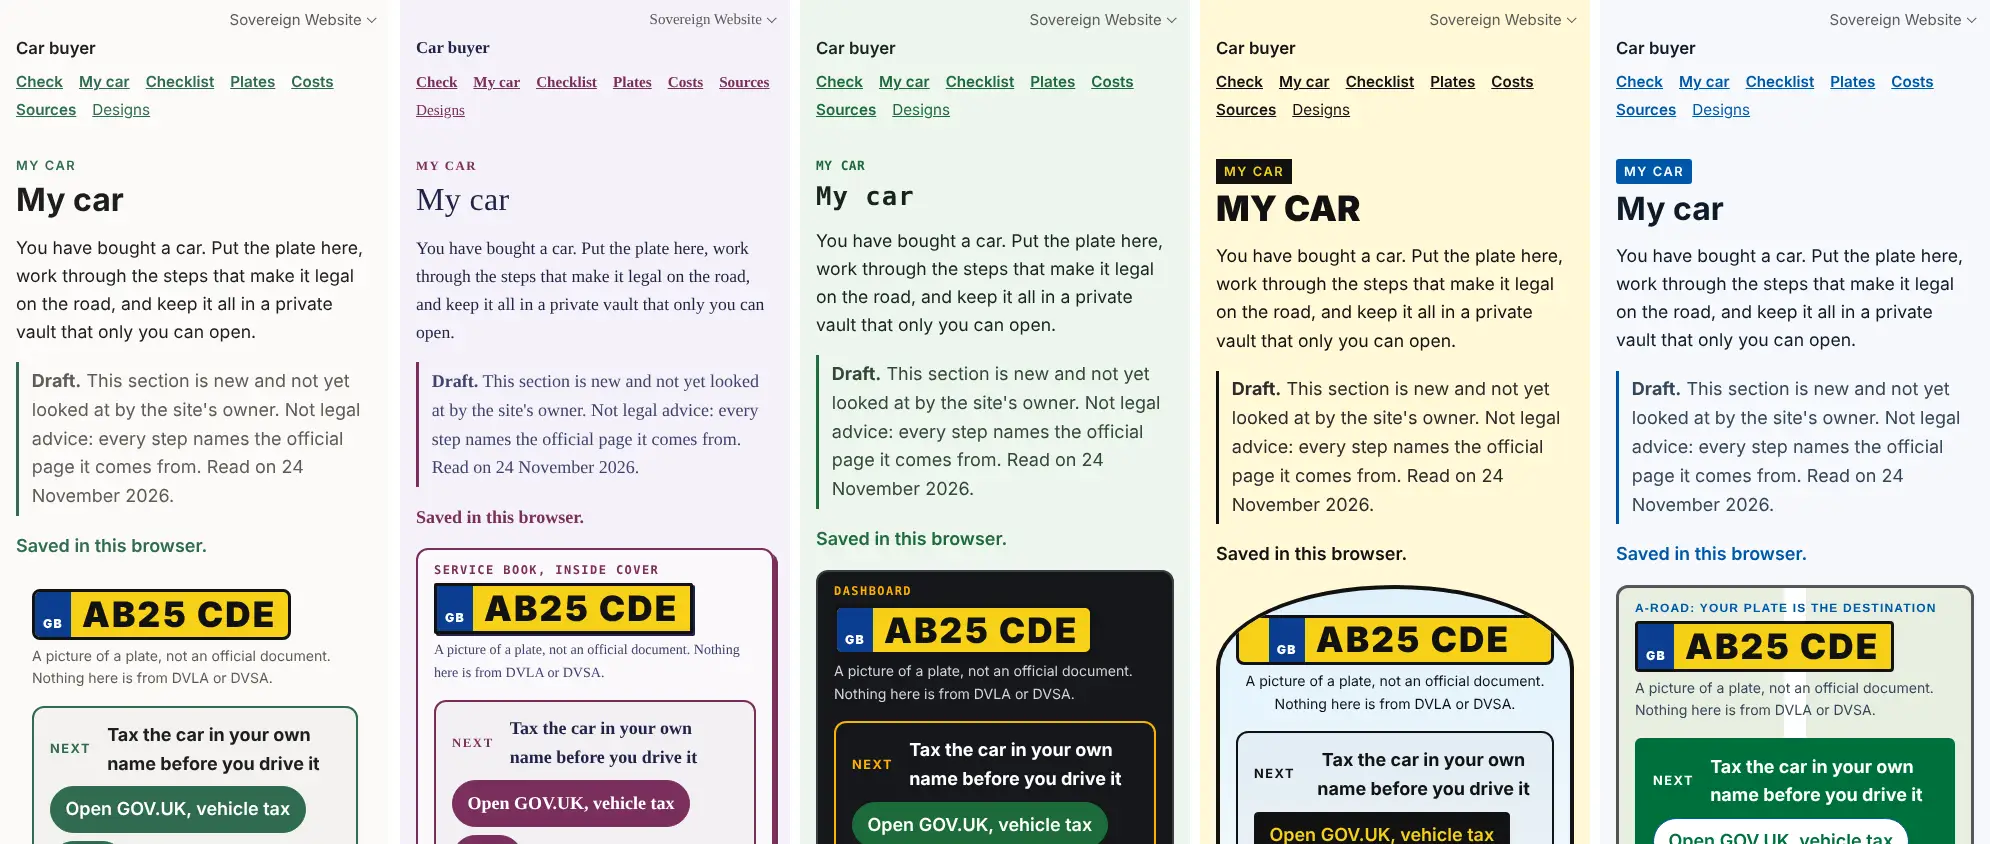 Sovereign Website
Car buyer
Check My car Checklist Plates Costs
Sources Designs
MY CAR
My car
You have bought a car. Put the plate here,
work through the steps that make it legal
on the road, and keep it all in a private
vault that only you can open.
Draft. This section is new and not yet
looked at by the site's owner. Not legal
advice: every step names the official
page it comes from. Read on 24
November 2026.
Saved in this browser.
GB AB25 CDE
A picture of a plate, not an official document.
Nothing here is from DVLA or DVSA.
NEXT
Tax the car in your own
name before you drive it
Open GOV.UK, vehicle tax
Sovereign Website
Car buyer
Check My car Checklist Plates Costs Sources
Designs
MY CAR
My car
You have bought a car. Put the plate here, work
through the steps that make it legal on the road,
and keep it all in a private vault that only you can
open.
Draft. This section is new and not yet looked
at by the site's owner. Not legal advice: every
step names the official page it comes from.
Read on 24 November 2026.
Saved in this browser.
SERVICE BOOK, INSIDE COVER
GB AB25 CDE
A picture of a plate, not an official document. Nothing
here is from DVLA or DVSA.
NEXT
Tax the car in your own
name before you drive it
Open GOV.UK, vehicle tax
Sovereign Website
Car buyer
Check My car Checklist Plates Costs
Sources Designs
MY CAR
My car
You have bought a car. Put the plate here,
work through the steps that make it legal
on the road, and keep it all in a private
vault that only you can open.
Draft. This section is new and not yet
looked at by the site's owner. Not legal
advice: every step names the official
page it comes from. Read on 24
November 2026.
Saved in this browser.
DASHBOARD
GB AB25 CDE
A picture of a plate, not an official document.
Nothing here is from DVLA or DVSA.
NEXT
Tax the car in your own
name before you drive it
Open GOV.UK, vehicle tax
Sovereign Website
Car buyer
Check My car Checklist Plates Costs
Sources Designs
MY CAR
MY CAR
You have bought a car. Put the plate here,
work through the steps that make it legal
on the road, and keep it all in a private
vault that only you can open.
Draft. This section is new and not yet
looked at by the site's owner. Not legal
advice: every step names the official
page it comes from. Read on 24
November 2026.
Saved in this browser.
GB AB25 CDE
A picture of a plate, not an official document.
Nothing here is from DVLA or DVSA.
NEXT
Tax the car in your own
name before you drive it
Open GOV.UK, vehicle tax
Sovereign Website
Car buyer
Check My car Checklist Plates Costs
Sources Designs
MY CAR
My car
You have bought a car. Put the plate here,
work through the steps that make it legal
on the road, and keep it all in a private
vault that only you can open.
Draft. This section is new and not yet
looked at by the site's owner. Not legal
advice: every step names the official
page it comes from. Read on 24
November 2026.
Saved in this browser.
A-ROAD: YOUR PLATE IS THE DESTINATION
GB AB25 CDE
A picture of a plate, not an official document.
Nothing here is from DVLA or DVSA.
NEXT
Tax the car in your own
name before you drive it
Open GOV.UK, vehicle tax